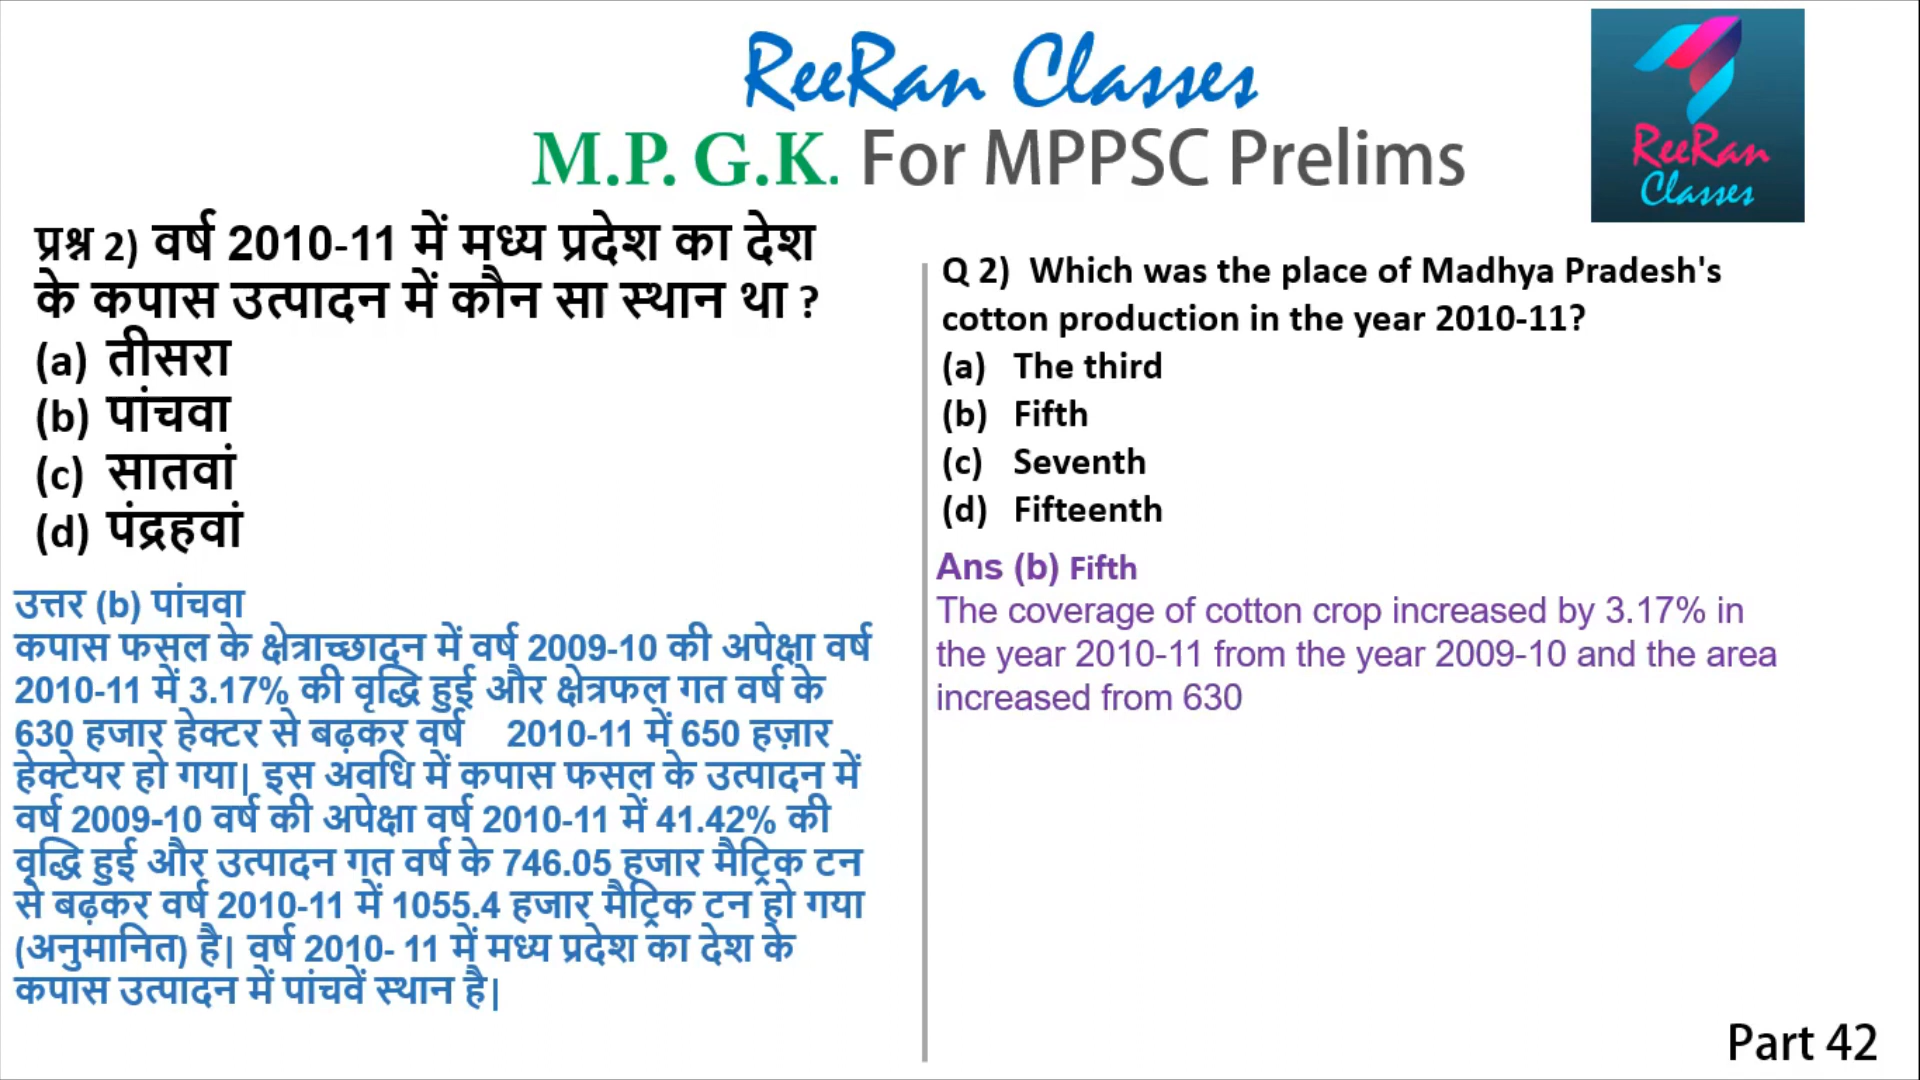 ReeRan Classes
M.P. G.K. For MPPSC Prelims
ReeRan
Classes
प्रश्न 2) वर्ष 2010-11 में मध्य प्रदेश का देश
के कपास उत्पादन में कौन सा स्थान था ?
(a) तीसरा
(b) पांचवा
(c) सातवां
(d) पंद्रहवां
उत्तर (b) पांचवा
कपास फसल के क्षेत्राच्छादन में वर्ष 2009-10 की अपेक्षा वर्ष
2010-11 में 3.17% की वृद्धि हुई और क्षेत्रफल गत वर्ष के
630 हजार हेक्टर से बढ़कर वर्ष 2010-11 में 650 हज़ार
हेक्टेयर हो गया| इस अवधि में कपास फसल के उत्पादन में
वर्ष 2009-10 वर्ष की अपेक्षा वर्ष 2010-11 में 41.42% की
वृद्धि हुई और उत्पादन गत वर्ष के 746.05 हजार मैट्रिक टन
से बढ़कर वर्ष 2010-11 में 1055.4 हजार मैट्रिक टन हो गया
(अनुमानित) है| वर्ष 2010- 11 में मध्य प्रदेश का देश के
कपास उत्पादन में पांचवें स्थान है|
Q 2) Which was the place of Madhya Pradesh's
cotton production in the year 2010-11?
(a) The third
(b) Fifth
(c) Seventh
(d) Fifteenth
Ans (b) Fifth
The coverage of cotton crop increased by 3.17% in
the year 2010-11 from the year 2009-10 and the area
increased from 630
Part 42